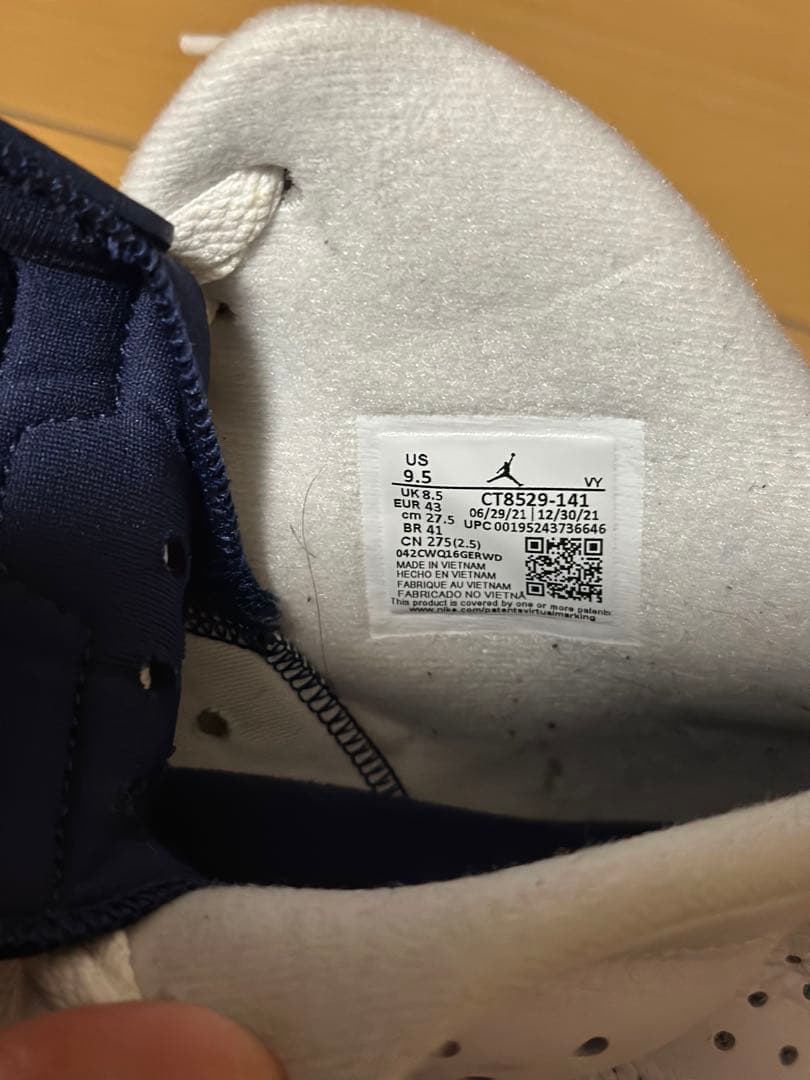 US
9.5
VY
UK 8.5
CT8529-141
EUR 43
06/29/21 | 12/30/21
cm 27.5
UPC 00195243736646
BR 41
CN 275(2.5)
042CWQ16GERWD
MADE IN VIETNAM
HECHO EN VIETNAM
FABRIQUE AU VIETNAM
FABRICADO NO VIETNA
This product is covered by one or more patents
www.nike.com/patentsvirtualmarking